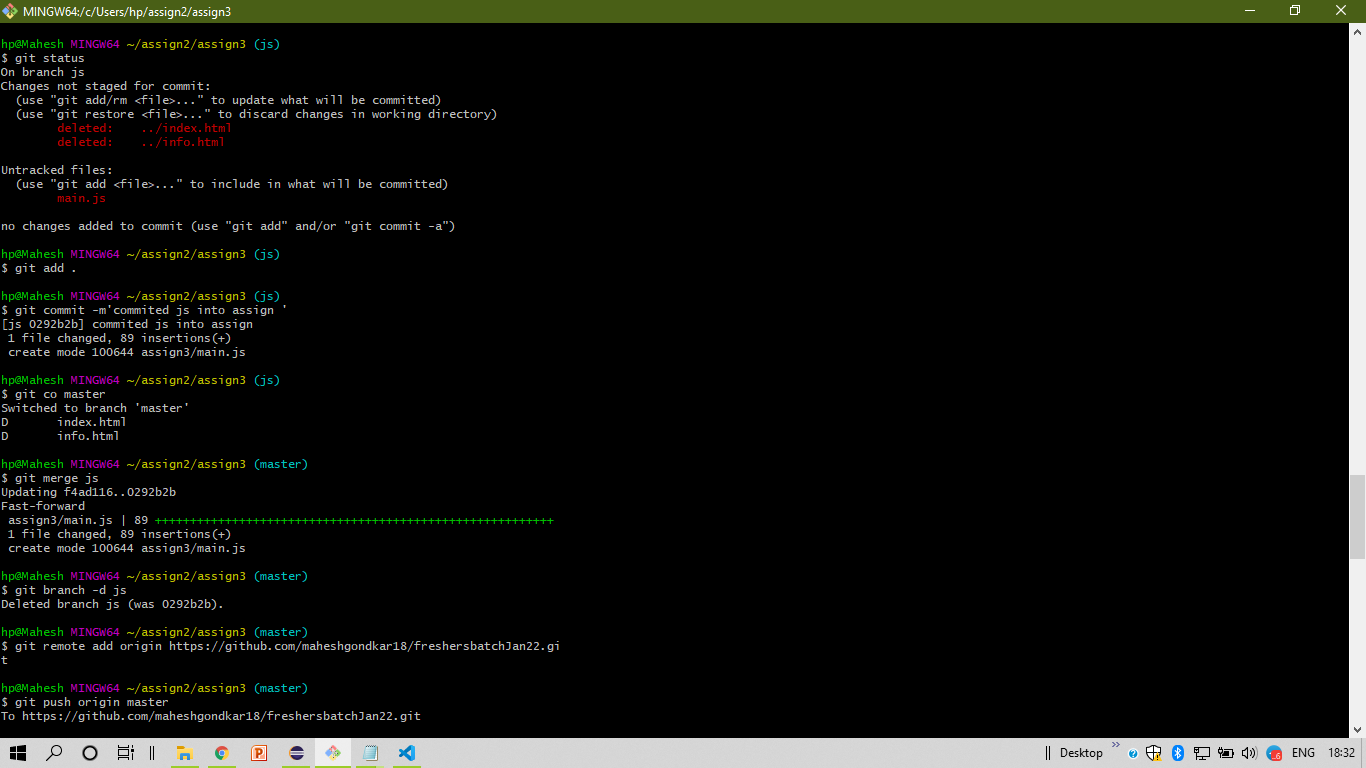 MINGW64:/c/Users/hp/assign2/assign3
hp@Mahesh MINGW64 ~/assign2/assign3 (js)
$ git status
On branch js
Changes not staged for commit:
  (use "git add/rm <file>..." to update what will be committed)
  (use "git restore <file>..." to discard changes in working directory)
        deleted:    ../index.html
        deleted:    ../info.html
Untracked files:
  (use "git add <file>..." to include in what will be committed)
        main.js
no changes added to commit (use "git add" and/or "git commit -a")
hp@Mahesh MINGW64 ~/assign2/assign3 (js)
$ git add .
hp@Mahesh MINGW64 ~/assign2/assign3 (js)
$ git commit -m'commited js into assign '
[js 0292b2b] commited js into assign
 1 file changed, 89 insertions(+)
 create mode 100644 assign3/main.js
hp@Mahesh MINGW64 ~/assign2/assign3 (js)
$ git co master
Switched to branch 'master'
D       index.html
D       info.html
hp@Mahesh MINGW64 ~/assign2/assign3 (master)
$ git merge js
Updating f4ad116..0292b2b
Fast-forward
 assign3/main.js | 89 +++++++++++++++++++++++++++++++++++++++++++++++++++++++++
 1 file changed, 89 insertions(+)
 create mode 100644 assign3/main.js
hp@Mahesh MINGW64 ~/assign2/assign3 (master)
$ git branch -d js
Deleted branch js (was 0292b2b).
hp@Mahesh MINGW64 ~/assign2/assign3 (master)
$ git remote add origin https://github.com/maheshgondkar18/freshersbatchJan22.gi
t
hp@Mahesh MINGW64 ~/assign2/assign3 (master)
$ git push origin master
To https://github.com/maheshgondkar18/freshersbatchJan22.git
Desktop ENG 18:32